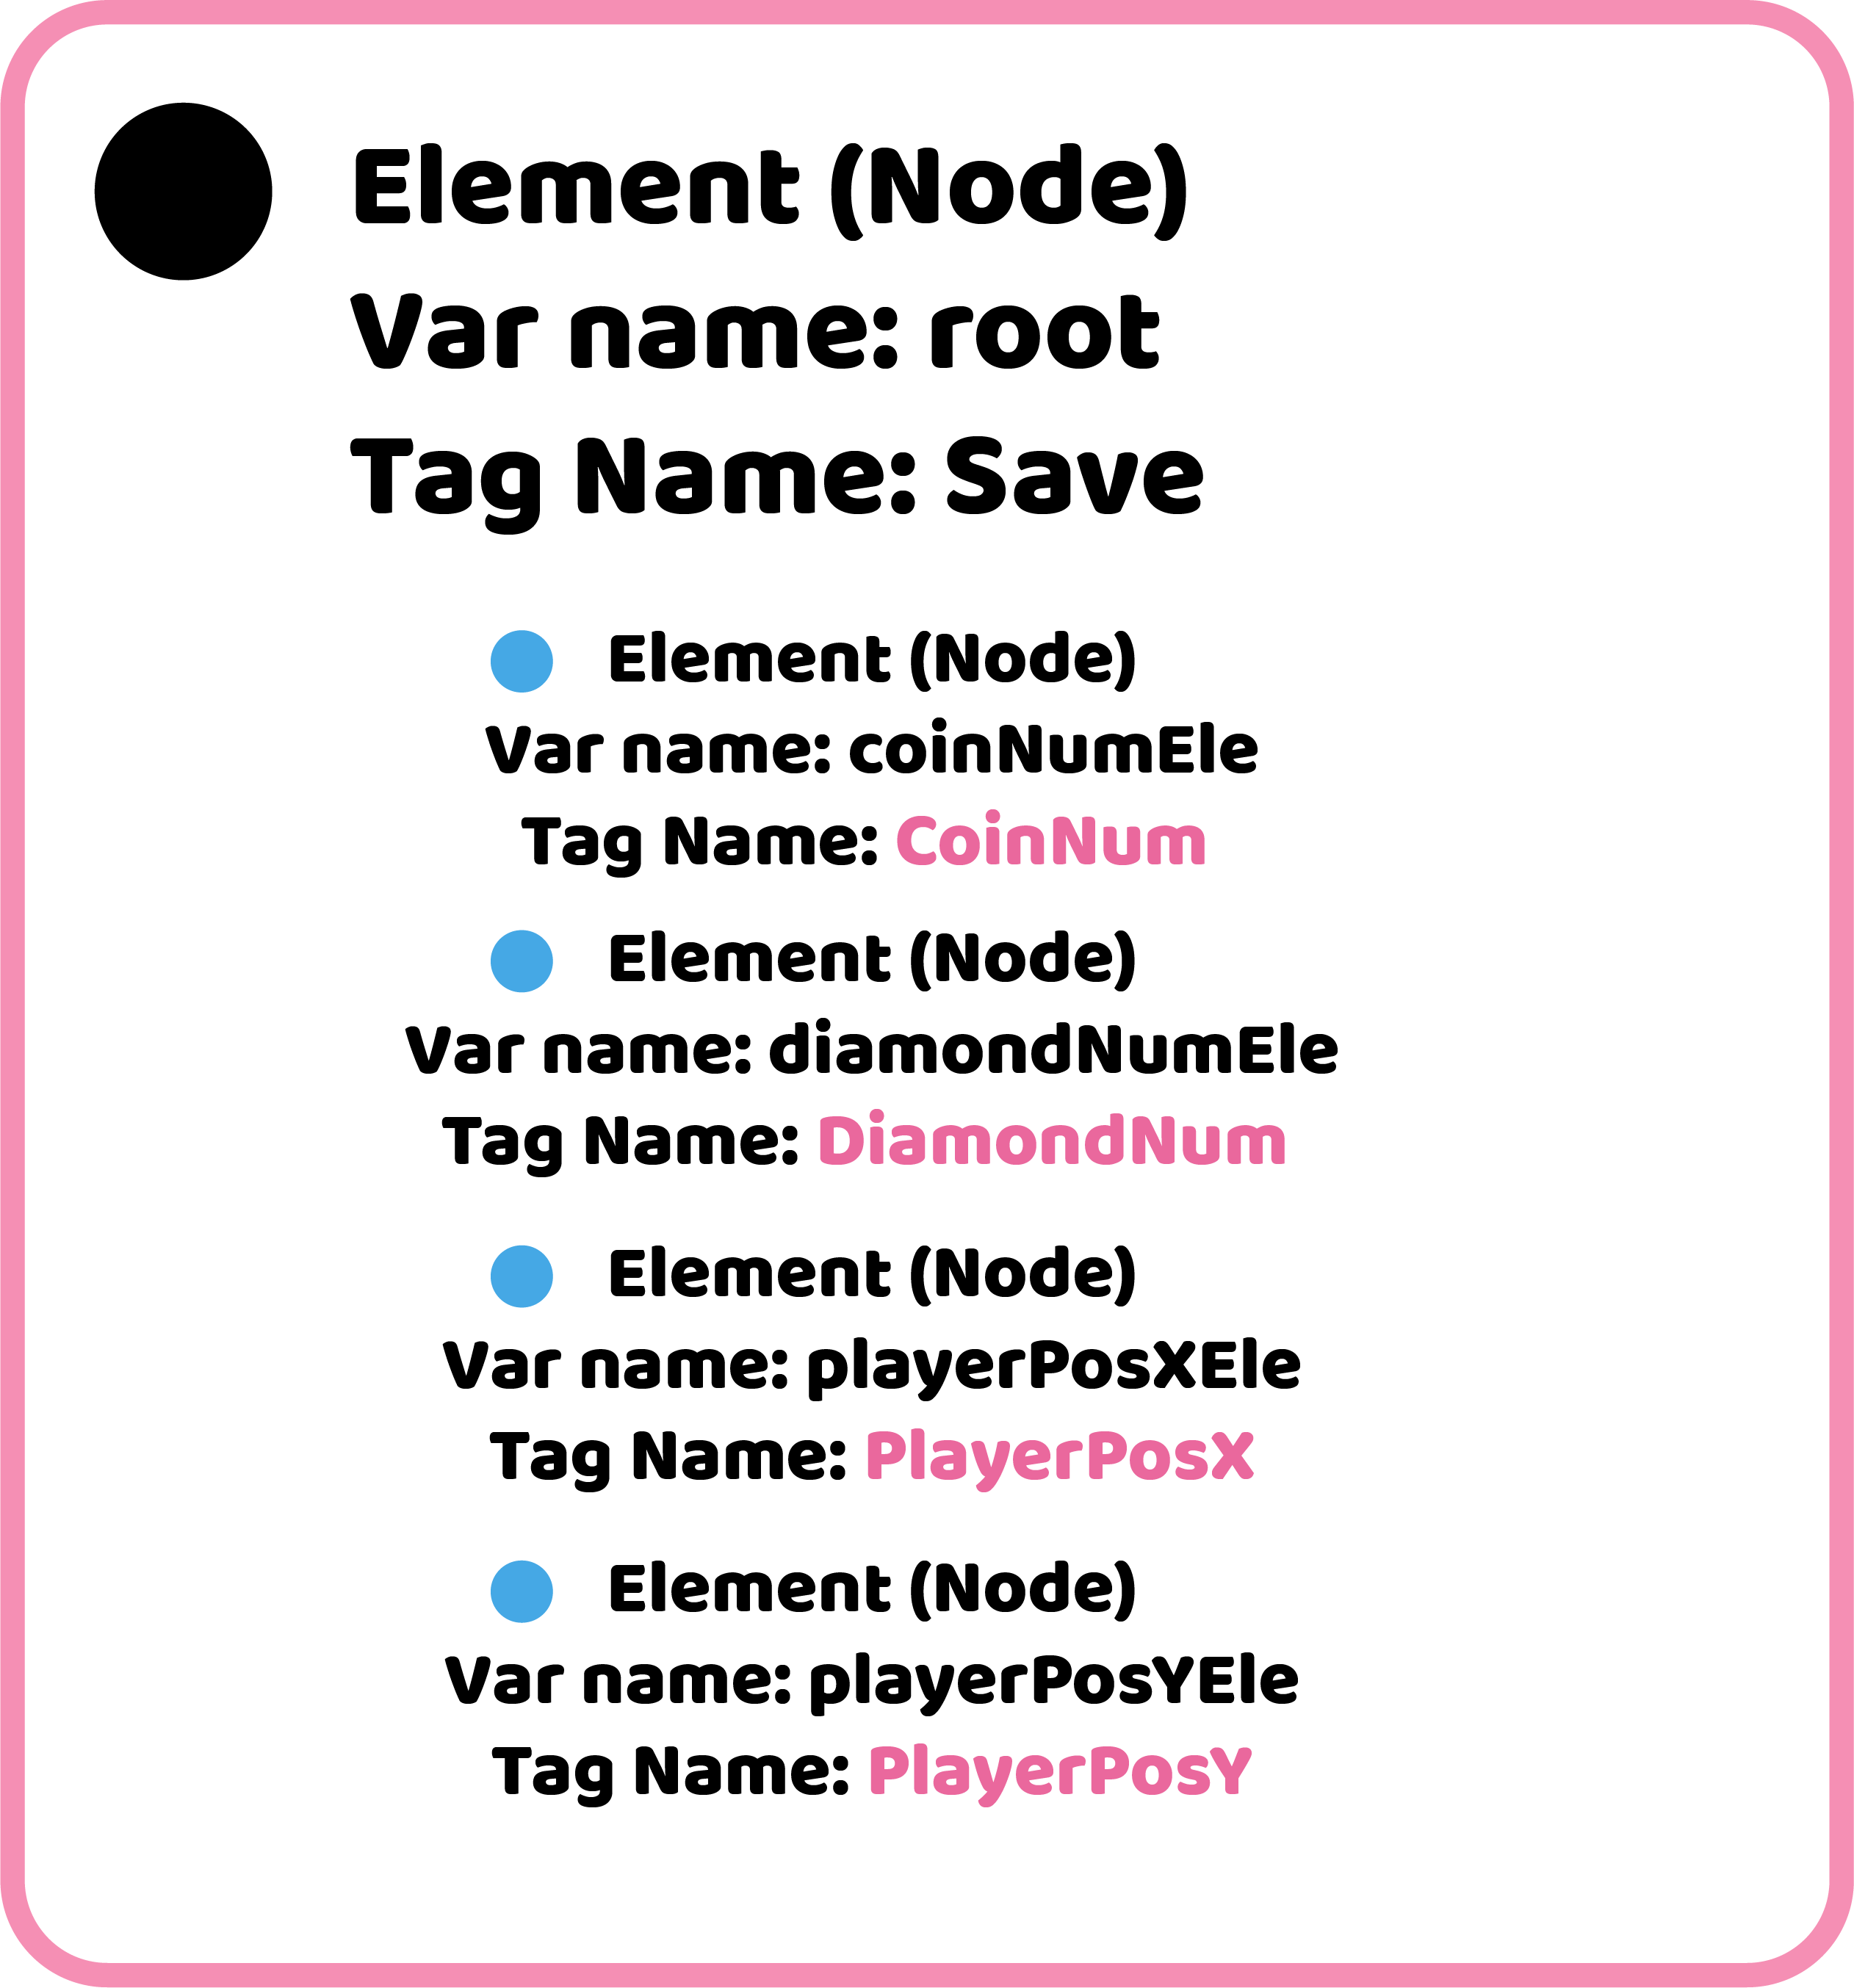 Element (Node)
Var name: root
Tag Name: Save
Element (Node)
Var name: coinNumEle
Tag Name: CoinNum
Element (Node)
Var name: diamondNumEle
Tag Name: DiamondNum
Element (Node)
Var name: playerPosXEle
Tag Name: PlayerPosX
Element (Node)
Var name: playerPosYEle
Tag Name: PlayerPosY